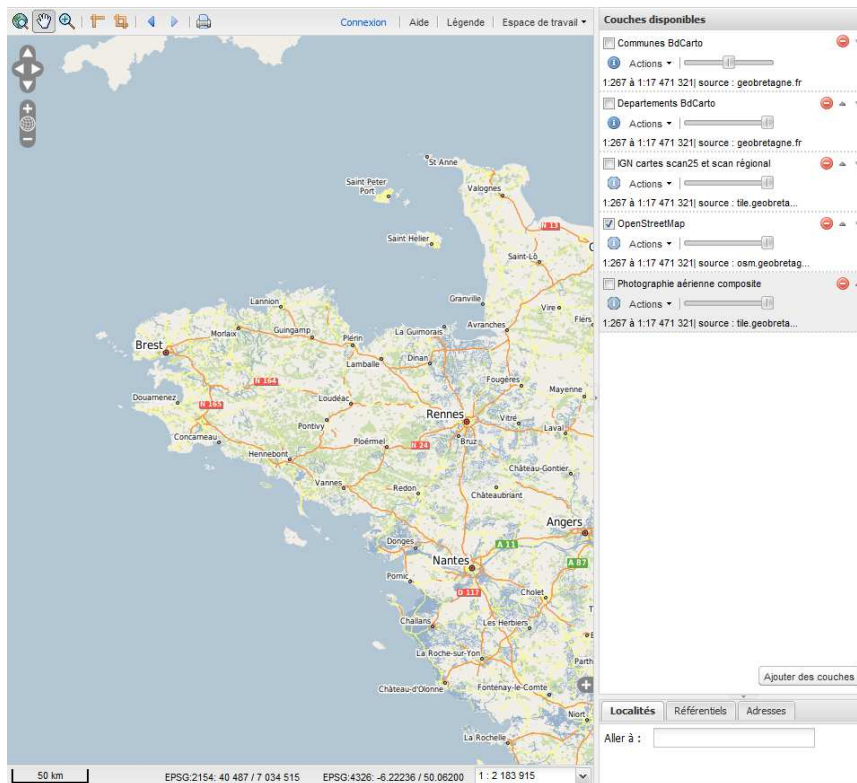 Connexion | Aide | Légende | Espace de travail
Couches disponibles
Communes BdCarto
Actions
1:267 à 1:17 471 321| source : geobretagne.fr
Departements BdCarto
Actions
1:267 à 1:17 471 321| source : geobretagne.fr
IGN cartes scan25 et scan régional
Actions
1:267 à 1:17 471 321| source : tile.geobreta...
OpenStreetMap
Actions
1:267 à 1:17 471 321| source : osm.geobretag...
Photographie aérienne composite
Actions
1:267 à 1:17 471 321| source : tile.geobreta...
St Anne
Valognes
Saint Peter
Port
N 13
Saint Helier
Saint-Lô
Granville
Vire
Lannion
Flers
Morlaix
Guingamp
Plérin
La Guimorais
Avranches
Brest
Lamballe
Dinan
N 164
Fougères
Mayenne
Douarnenez
N 165
Loudéac
Rennes
Vitré
Laval
Concarneau
Pontivy
Ploërmel
N 24
Bruz
Hennebont
Château-Gontier
Vannes
Redon
Châteaubriant
Angers
Donges
A 11
Nantes
A 87
Pornic
D 117
Cholet
Challans
Les Herbiers
La Roche-sur-Yon
Parth
Château-d'Olonne
Fontenay-le-Comte
Niort
La Rochelle
Ajouter des couches
Localités
Référentiels
Adresses
Aller à :
50 km
EPSG:2154: 40 487 / 7 034 515
EPSG:4326: -6.22236 / 50.06200
1 : 2 183 915